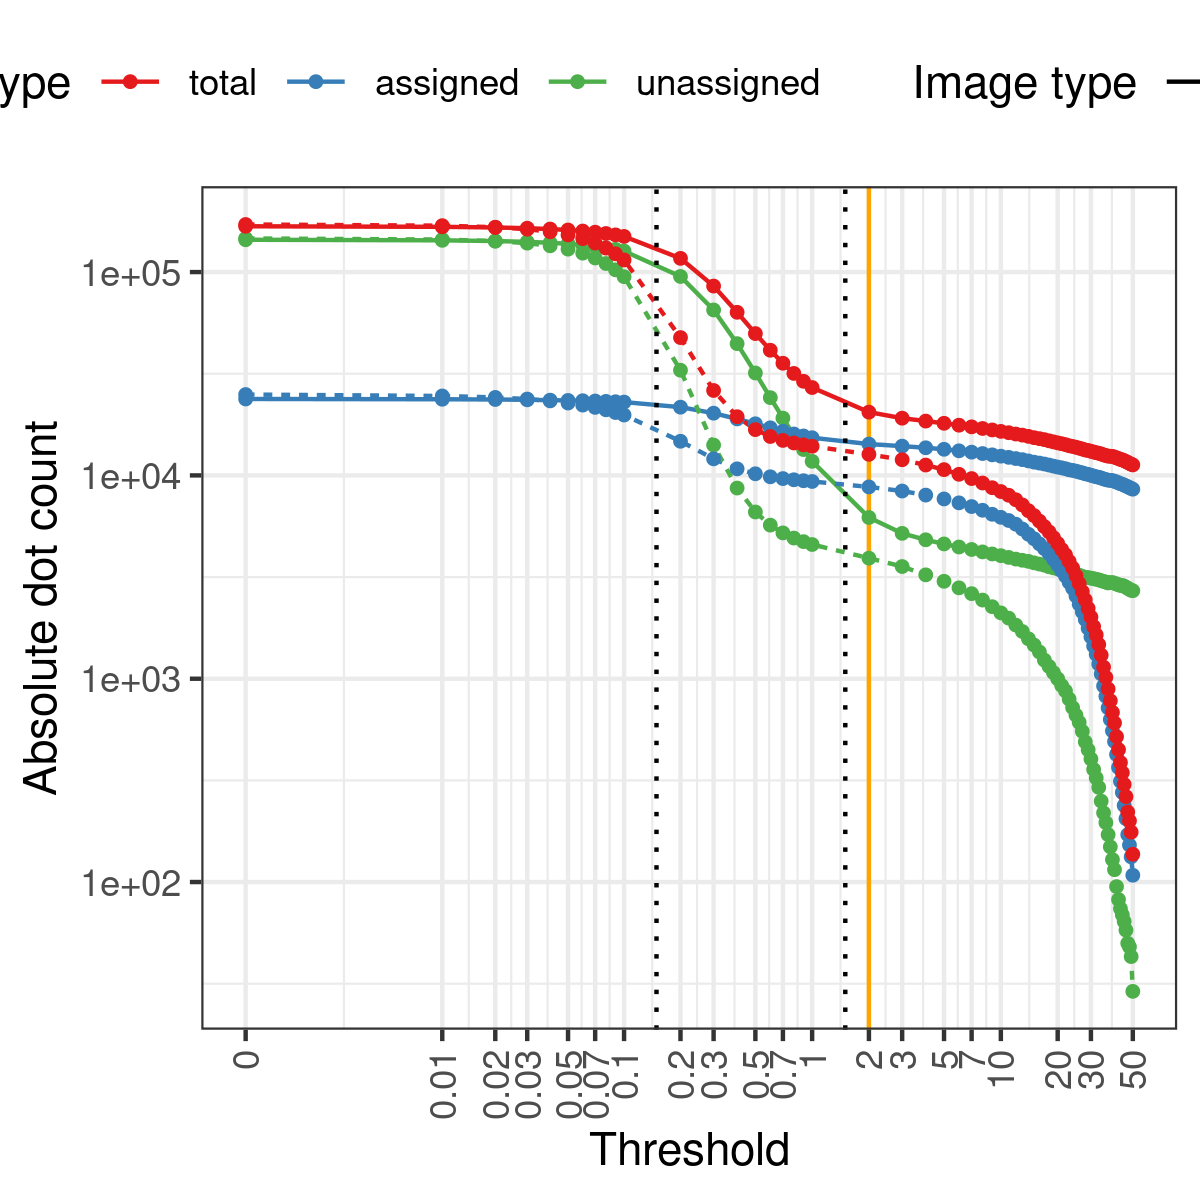 ype total assigned unassigned Image type
Absolute dot count
1e+05
1e+04
1e+03
1e+02
0 0.01 0.02 0.03 0.05 0.07 0.1 0.2 0.3 0.5 0.7 1 2 3 5 7 10 20 30 50
Threshold